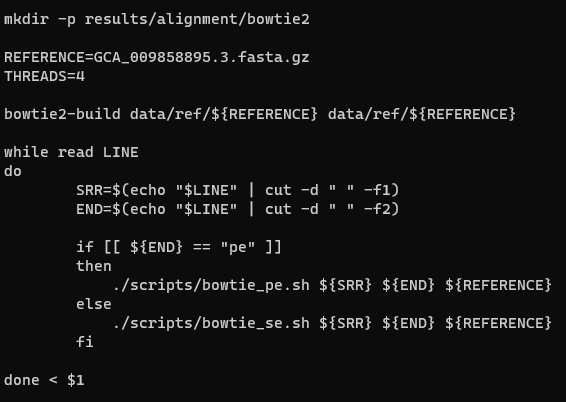 mkdir -p results/alignment/bowtie2
REFERENCE=GCA_009858895.3.fasta.gz
THREADS=4
bowtie2-build data/ref/${REFERENCE} data/ref/${REFERENCE}
while read LINE
do
SRR=$(echo "$LINE" | cut -d " " -f1)
END=$(echo "$LINE" | cut -d " " -f2)
if [[ ${END} == "pe" ]]
then
./scripts/bowtie_pe.sh ${SRR} ${END} ${REFERENCE}
else
./scripts/bowtie_se.sh ${SRR} ${END} ${REFERENCE}
fi
done < $1